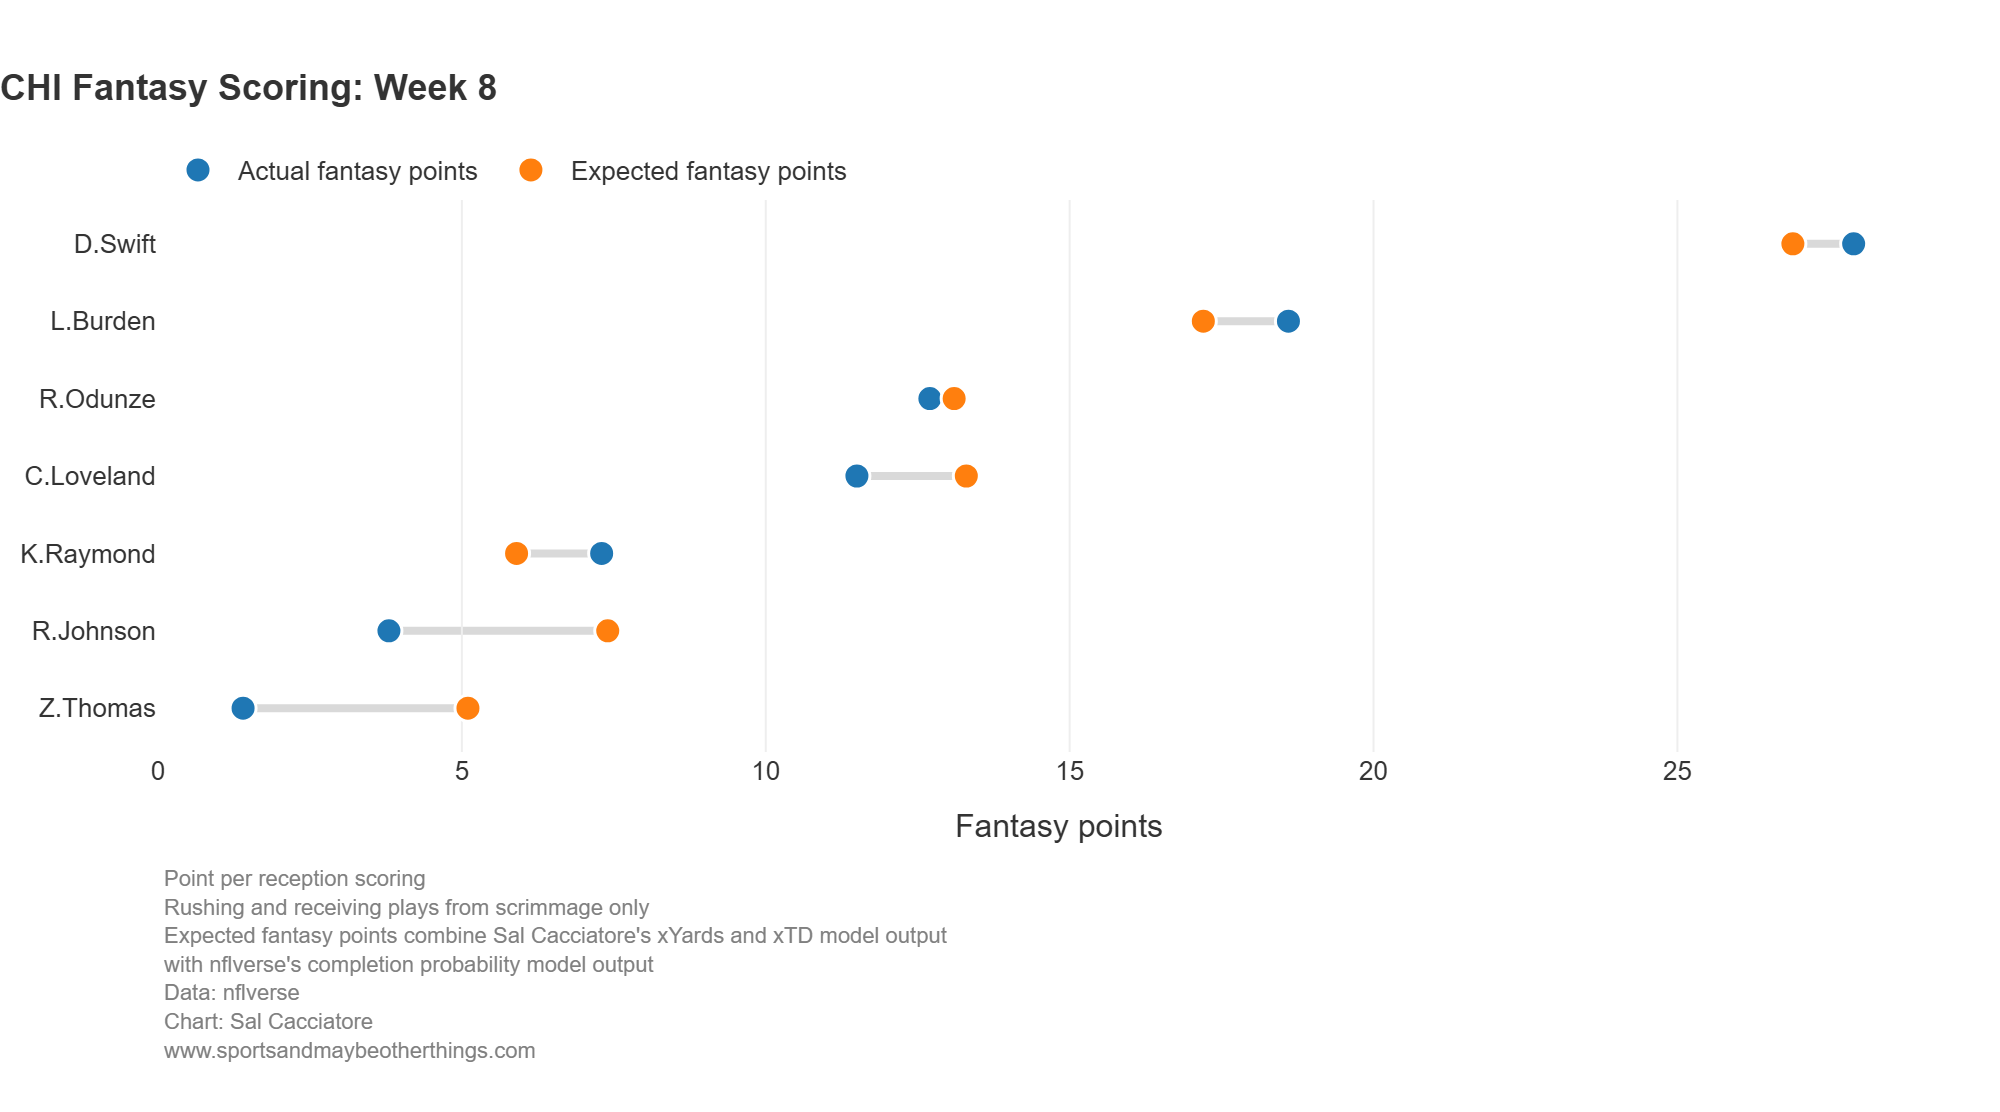 CHI Fantasy Scoring: Week 8
Actual fantasy points
Expected fantasy points
D.Swift
L.Burden
R.Odunze
C.Loveland
K.Raymond
R.Johnson
Z.Thomas
0 5 10 15 20 25
Fantasy points
Point per reception scoring
Rushing and receiving plays from scrimmage only
Expected fantasy points combine Sal Cacciatore's xYards and xTD model output
with nflverse's completion probability model output
Data: nflverse
Chart: Sal Cacciatore
www.sportsandmaybeotherthings.com